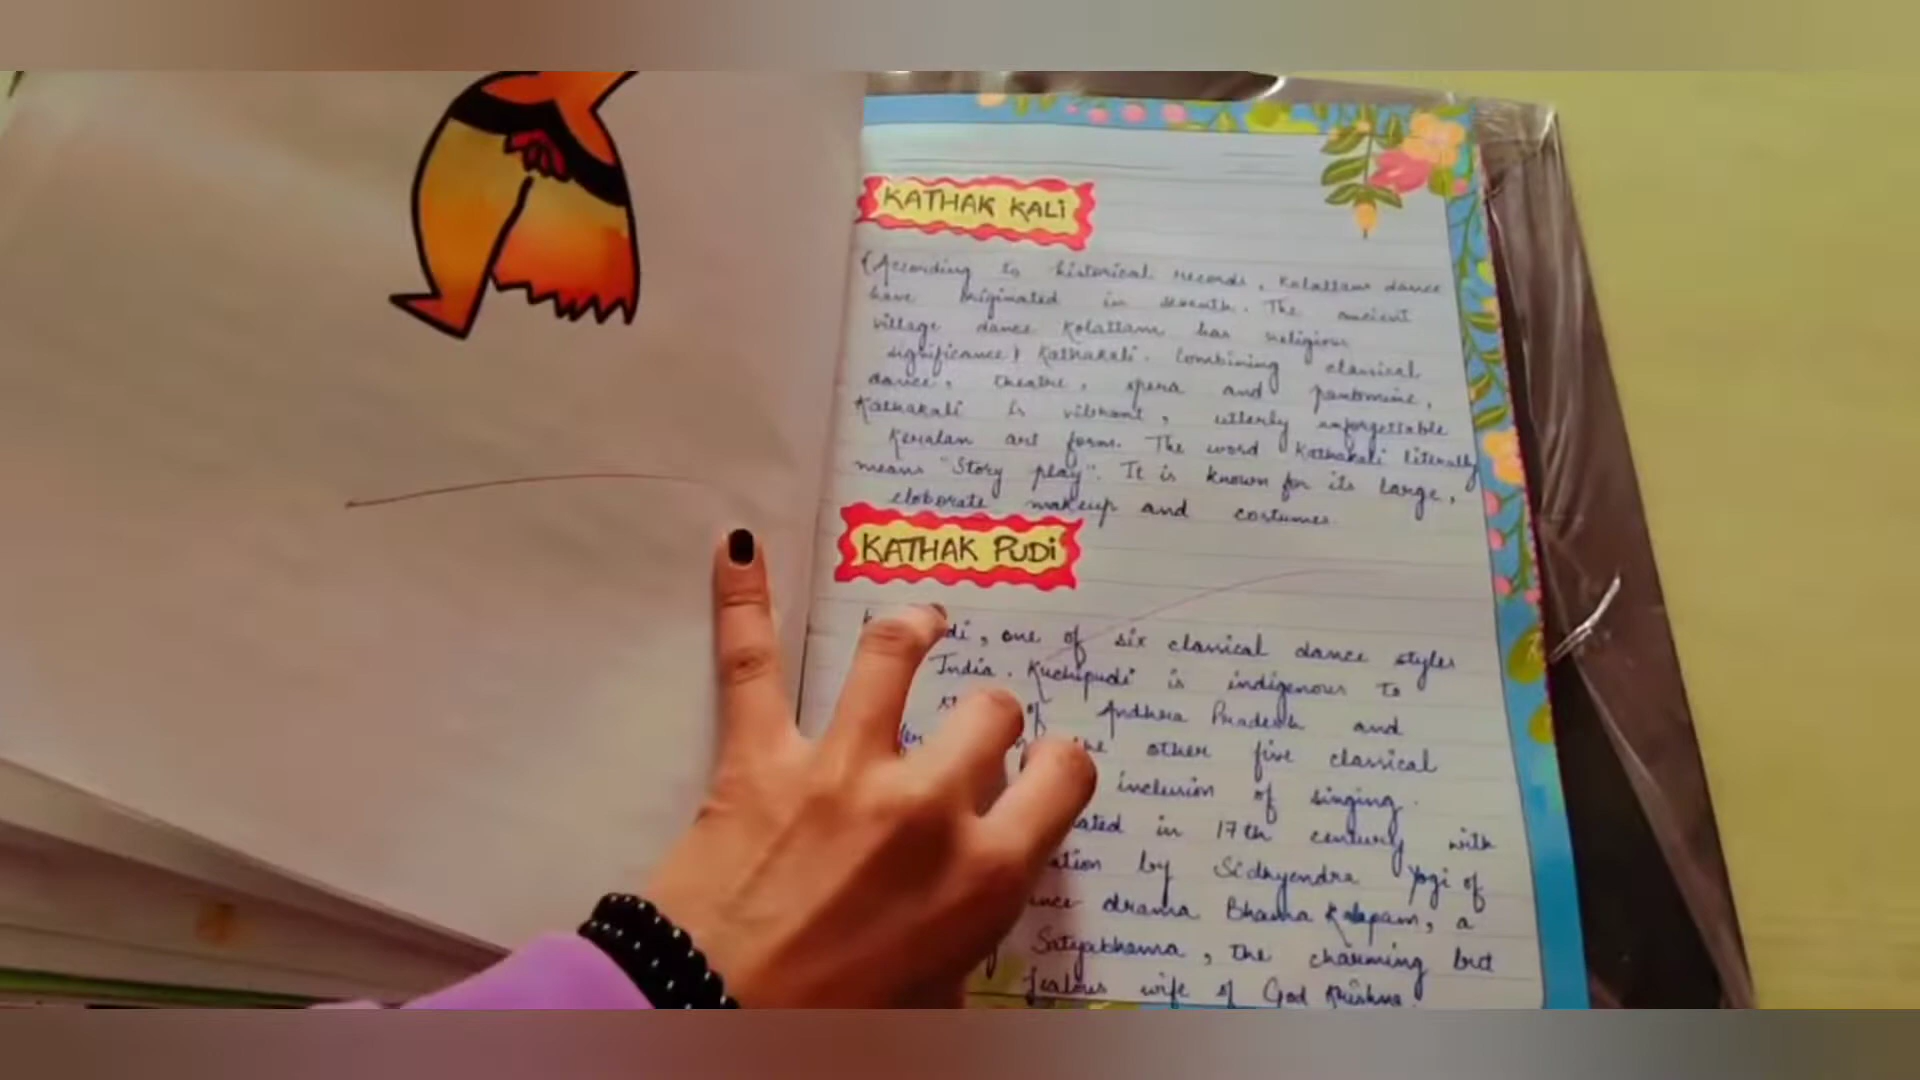 KATHAK KALI
(According to historical records, Kolattam dance
have originated in seventh. The ancient
village dance Kolattam has religious
significance) Kathakali. Combining classical
dance, theatre, opera and pantomime,
Kathakali is vibrant, utterly unforgettable
Keralan art form. The word Kathakali literally
means "Story play". It is known for its large,
eloborate makeup and costumes
KATHAK PUDI
, one of six classical dance styles
India. Kuchipudi is indigenous to
of Andhra Pradesh and
the other five classical
inclusion of singing.
in 17th century with
by Sidhyendra Yogi of
drama Bhama Kalapam, a
Satyabhama, the charming but
jealous wife of God Krishna.